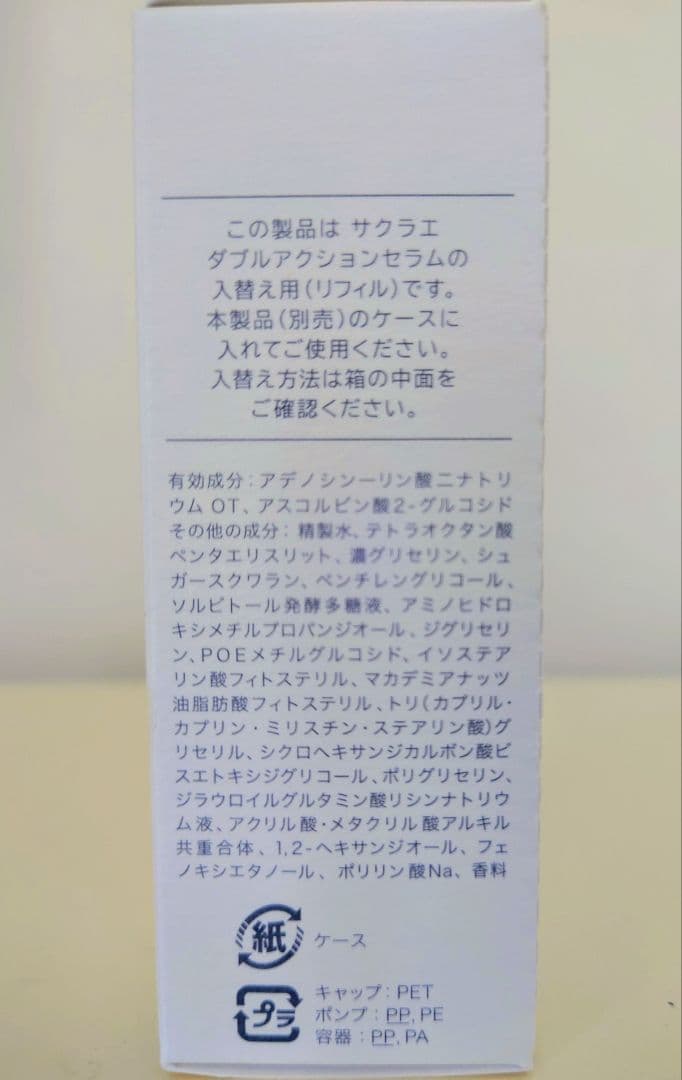 この製品は サクラエ
ダブルアクションセラムの
入替え用(リフィル)です。
本製品(別売)のケースに
入れてご使用ください。
入替え方法は箱の中面を
ご確認ください。
有効成分：アデノシン一リン酸二ナトリ
ウム OT、アスコルビン酸2-グルコシド
その他の成分：精製水、テトラオクタン酸
ペンタエリスリット、濃グリセリン、シュ
ガースクワラン、ペンチレングリコール、
ソルビトール発酵多糖液、アミノヒドロ
キシメチルプロパンジオール、ジグリセリ
ン、POEメチルグルコシド、イソステア
リン酸フィトステリル、マカデミアナッツ
油脂肪酸フィトステリル、トリ(カプリル・
カプリン・ミリスチン・ステアリン酸)グ
リセリル、シクロヘキサンジカルボン酸ビ
スエトキシジグリコール、ポリグリセリン、
ジラウロイルグルタミン酸リシンナトリウ
ム液、アクリル酸・メタクリル酸アルキル
共重合体、1,2-ヘキサンジオール、フェ
ノキシエタノール、ポリリン酸Na、香料
紙 ケース
プラ キャップ：PET
ポンプ：PP, PE
容器：PP, PA